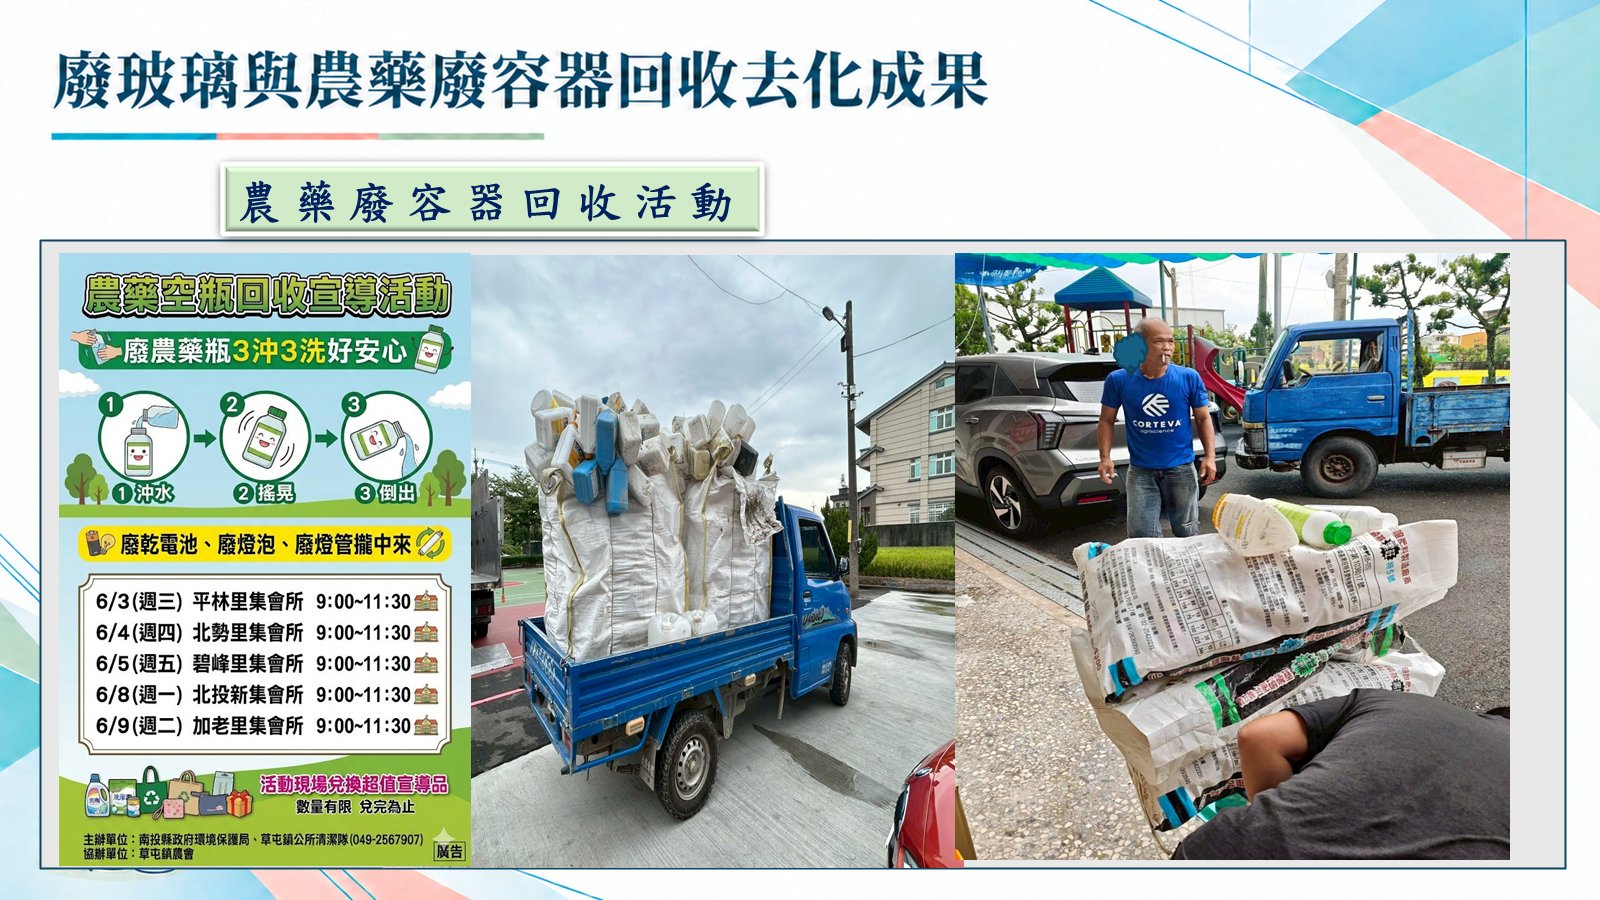 廢玻璃與農藥廢容器回收去化成果
農藥廢容器回收活動
農藥空瓶回收宣導活動
廢農藥瓶3沖3洗好安心
1 2 3
1 沖水 2 搖晃 3 倒出
廢乾電池、廢燈泡、廢燈管攏中來
6/3(週三) 平林里集會所 9:00~11:30
6/4(週四) 北勢里集會所 9:00~11:30
6/5(週五) 碧峰里集會所 9:00~11:30
6/8(週一) 北投新集會所 9:00~11:30
6/9(週二) 加老里集會所 9:00~11:30
活動現場兌換超值宣導品
數量有限 兌完為止
主辦單位：南投縣政府環境保護局、草屯鎮公所清潔隊(049-2567907)
協辦單位：草屯鎮農會
廣告
CORTEVA
agriscience
YUASA